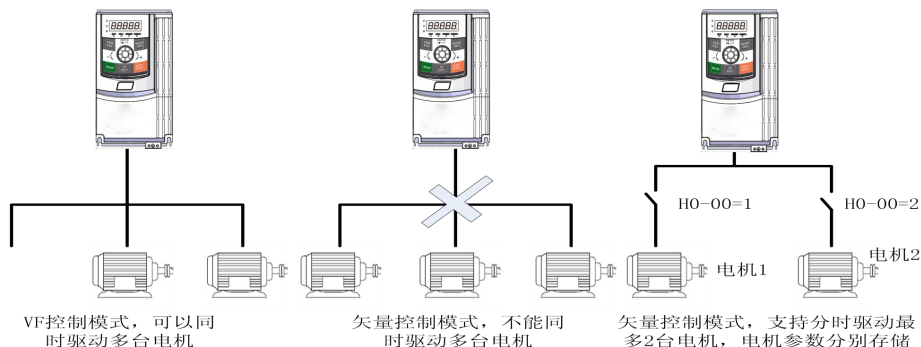 88888
88888
88888
H0-00=1
H0-00=2
电机1
电机2
VF控制模式，可以同
时驱动多台电机
矢量控制模式，不能同
时驱动多台电机
矢量控制模式，支持分时驱动最
多2台电机，电机参数分别存储